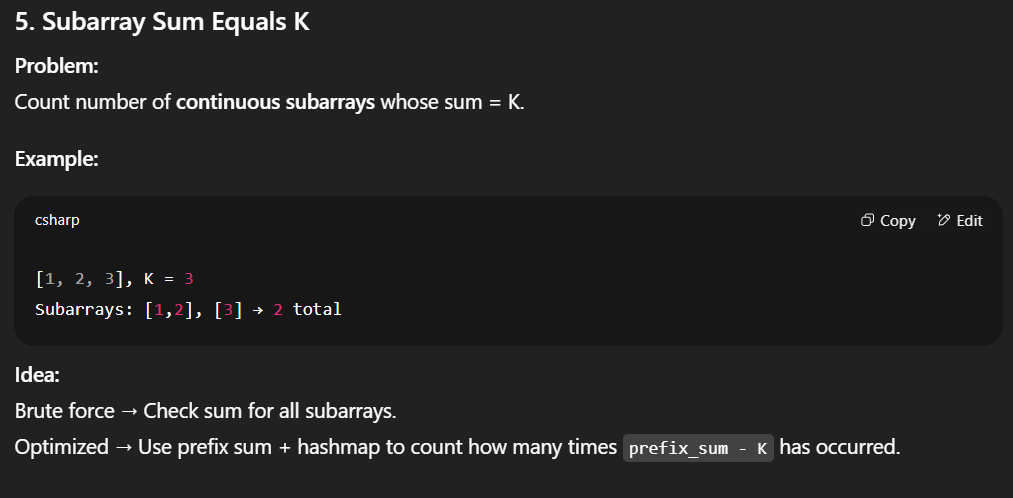 5. Subarray Sum Equals K
Problem:
Count number of continuous subarrays whose sum = K.
Example:
csharp
Copy
Edit
[1, 2, 3], K = 3
Subarrays: [1,2], [3] → 2 total
Idea:
Brute force → Check sum for all subarrays.
Optimized → Use prefix sum + hashmap to count how many times prefix_sum - K has occurred.